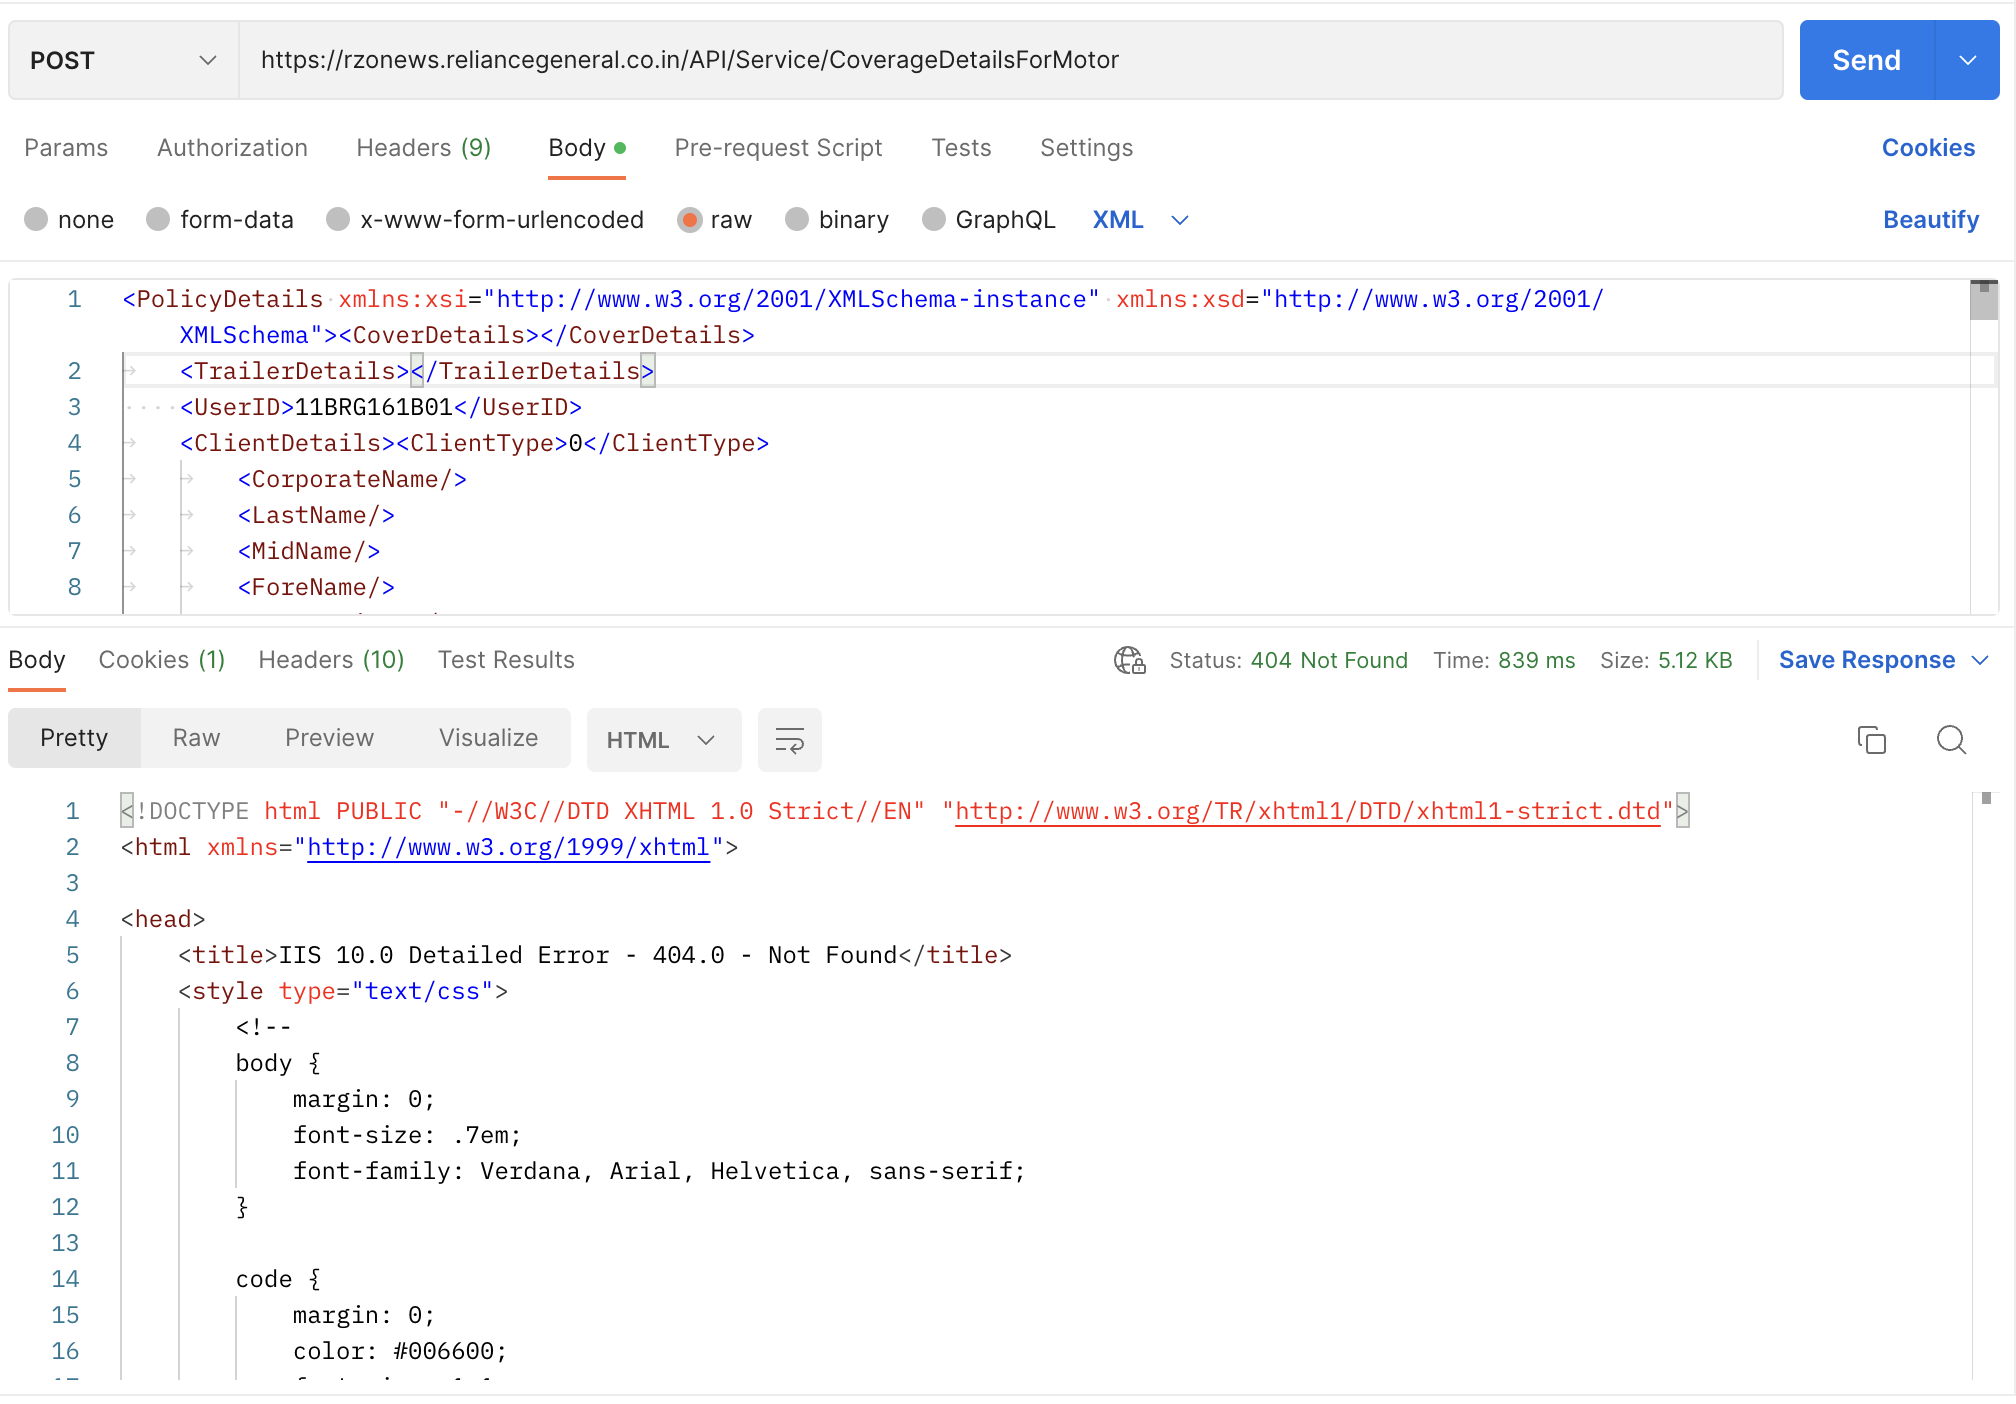 POST https://rzonews.reliancegeneral.co.in/API/Service/CoverageDetailsForMotor Send
Params Authorization Headers (9) Body Pre-request Script Tests Settings Cookies
none form-data x-www-form-urlencoded raw binary GraphQL XML Beautify
1 <PolicyDetails xmlns:xsi="http://www.w3.org/2001/XMLSchema-instance" xmlns:xsd="http://www.w3.org/2001/
XMLSchema"><CoverDetails></CoverDetails>
2 <TrailerDetails></TrailerDetails>
3 <UserID>11BRG161B01</UserID>
4 <ClientDetails><ClientType>0</ClientType>
5 <CorporateName/>
6 <LastName/>
7 <MidName/>
8 <ForeName/>
Body Cookies (1) Headers (10) Test Results Status: 404 Not Found Time: 839 ms Size: 5.12 KB Save Response
Pretty Raw Preview Visualize HTML
1 <!DOCTYPE html PUBLIC "-//W3C//DTD XHTML 1.0 Strict//EN" "http://www.w3.org/TR/xhtml1/DTD/xhtml1-strict.dtd">
2 <html xmlns="http://www.w3.org/1999/xhtml">
3
4 <head>
5 <title>IIS 10.0 Detailed Error - 404.0 - Not Found</title>
6 <style type="text/css">
7 <!--
8 body {
9 margin: 0;
10 font-size: .7em;
11 font-family: Verdana, Arial, Helvetica, sans-serif;
12 }
13
14 code {
15 margin: 0;
16 color: #006600;